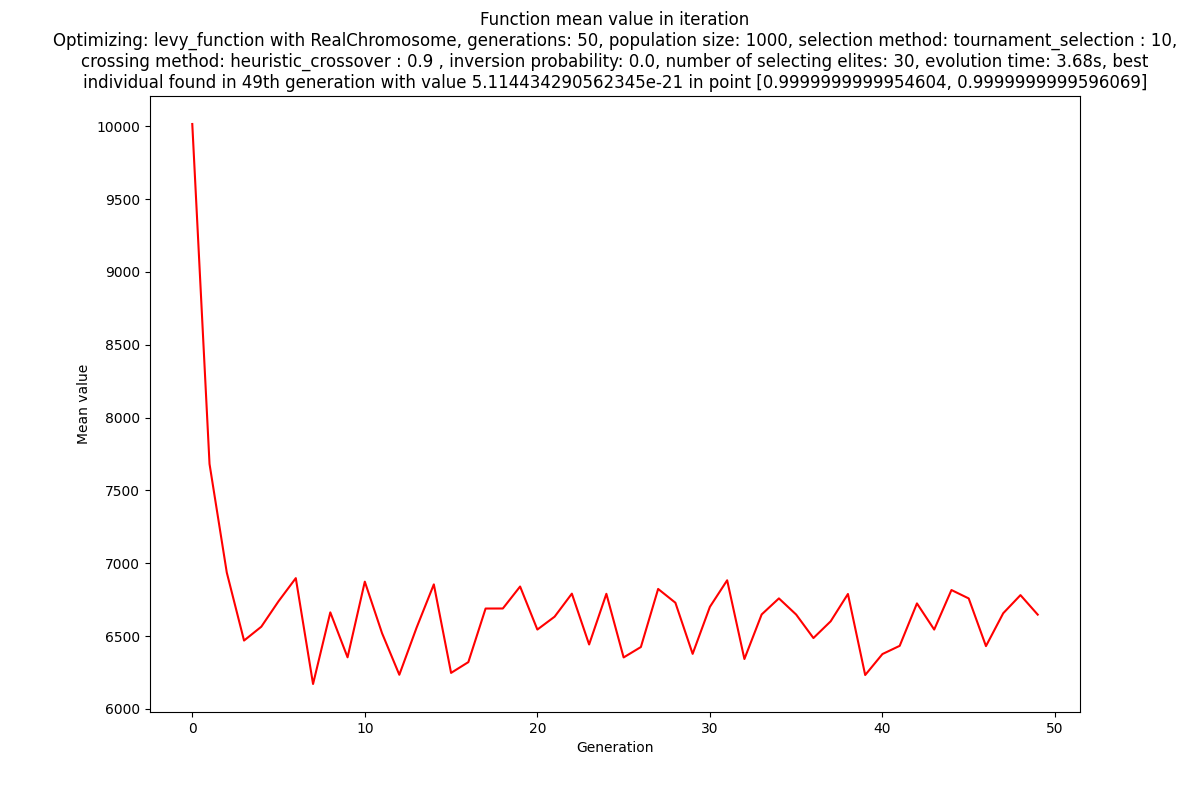 Function mean value in iteration
Optimizing: levy_function with RealChromosome, generations: 50, population size: 1000, selection method: tournament_selection : 10,
crossing method: heuristic_crossover : 0.9 , inversion probability: 0.0, number of selecting elites: 30, evolution time: 3.68s, best
individual found in 49th generation with value 5.114434290562345e-21 in point [0.9999999999954604, 0.9999999999596069]
10000
9500
9000
8500
8000
7500
7000
6500
6000
Mean value
0 10 20 30 40 50
Generation